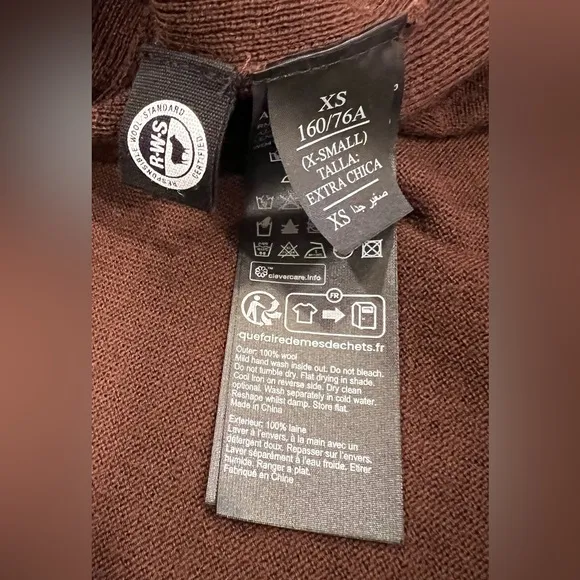 RESPONSIBLE WOOL STANDARD
R·W·S
CERTIFIED
XS
160/76A
(X-SMALL)
TALLA:
EXTRA CHICA
XS صغير جدا
clevercare.info
FR
quefairedemesdechets.fr
Outer: 100% wool
Mild hand wash inside out. Do not bleach.
Do not tumble dry. Flat drying in shade.
Cool Iron on reverse side. Dry clean
optional. Wash separately in cold water.
Reshape whilst damp. Store flat.
Made in China
Exterieur: 100% laine
Laver à l'envers, à la main avec un
détergent doux. Repasser sur l'envers.
Laver séparément à l'eau froide. Etirer
humide. Ranger a plat.
Fabriqué en Chine